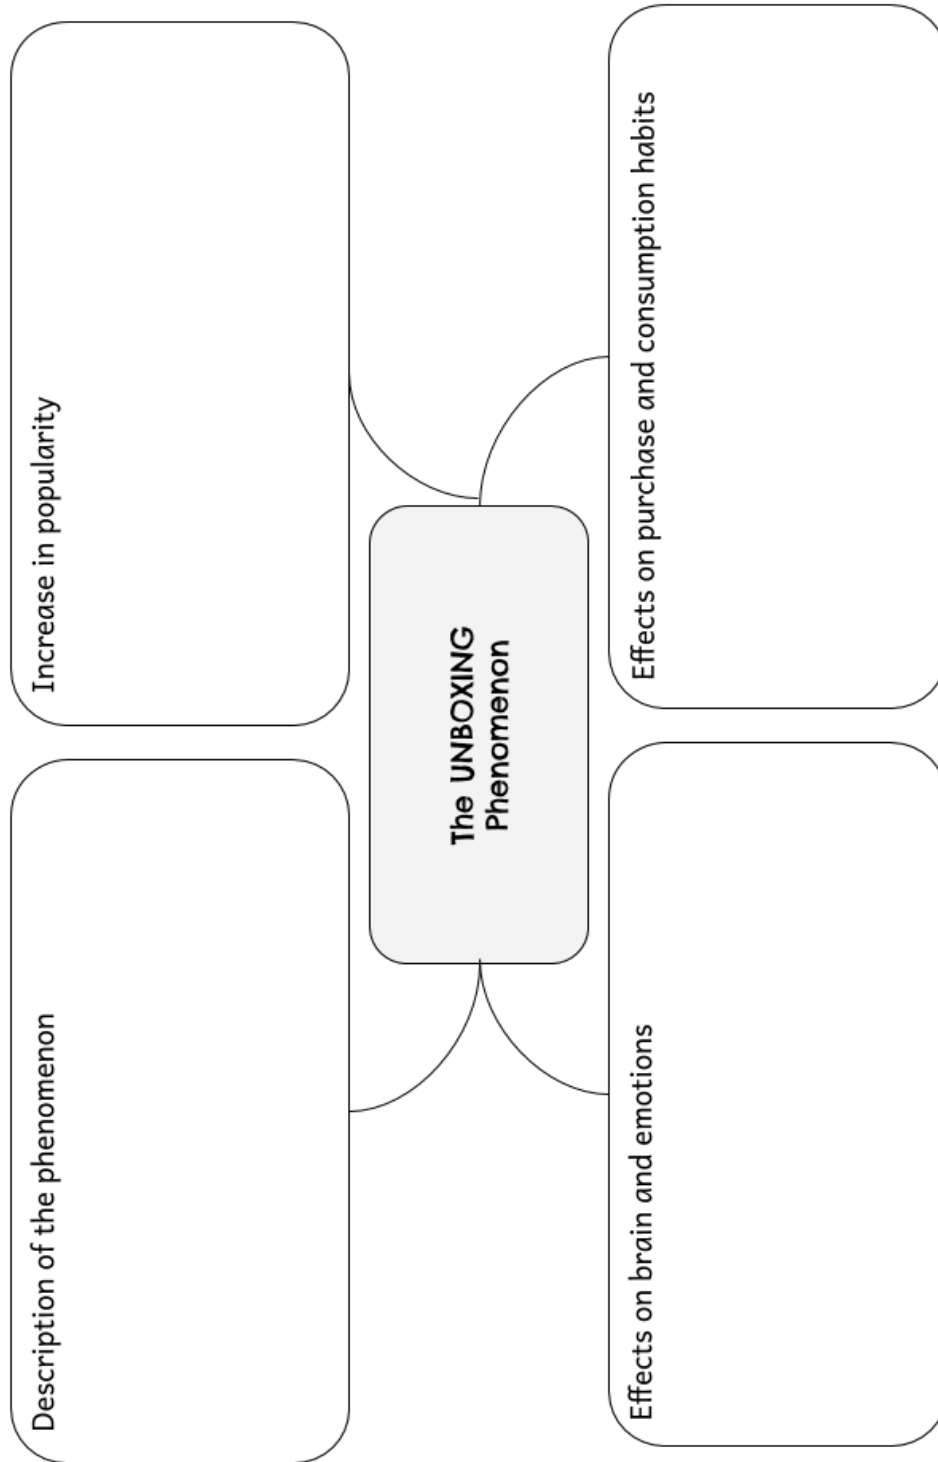 Description of the phenomenon
Increase in popularity
The UNBOXING
Phenomenon
Effects on brain and emotions
Effects on purchase and consumption habits